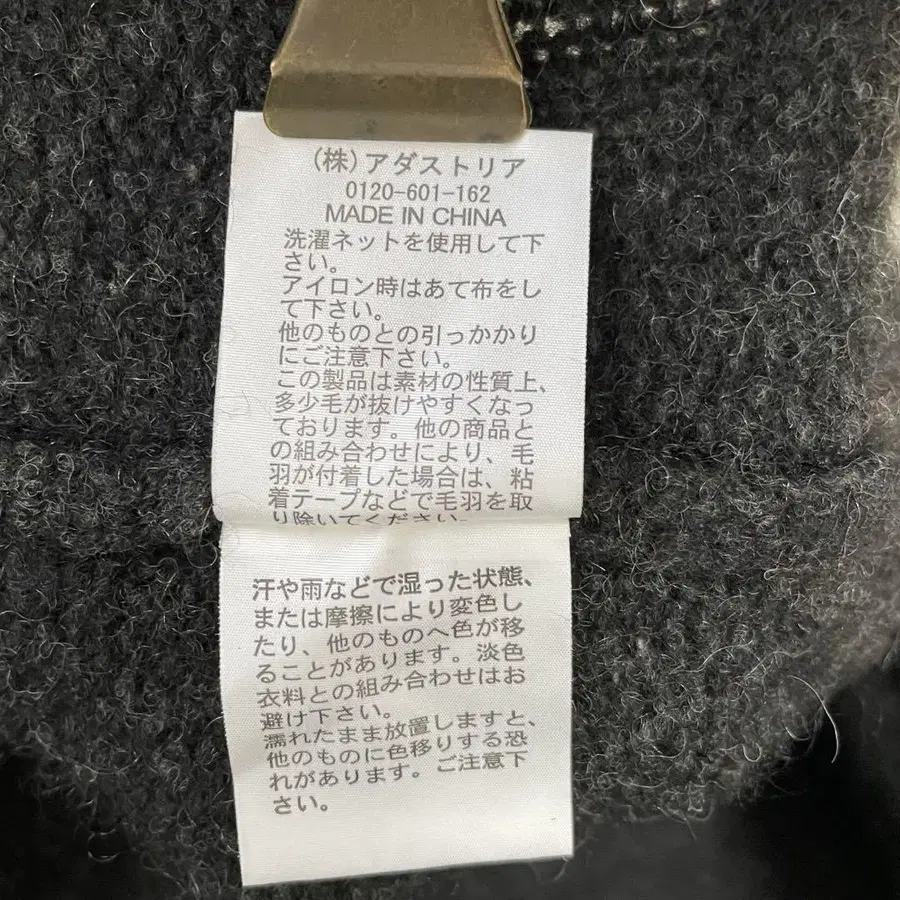 (株)アダストリア
0120-601-162
MADE IN CHINA
洗濯ネットを使用して下
さい。
アイロン時はあて布をし
て下さい。
他のものとの引っかかり
にご注意下さい。
この製品は素材の性質上、
多少毛が抜けやすくなっ
ております。他の商品と
の組み合わせにより、毛
羽が付着した場合は、粘
着テープなどで毛羽を取
り除いてください。
汗や雨などで湿った状態、
または摩擦により変色し
たり、他のものへ色が移
ることがあります。淡色
衣料との組み合わせはお
避け下さい。
濡れたまま放置しますと、
他のものに色移りする恐
れがあります。ご注意下
さい。